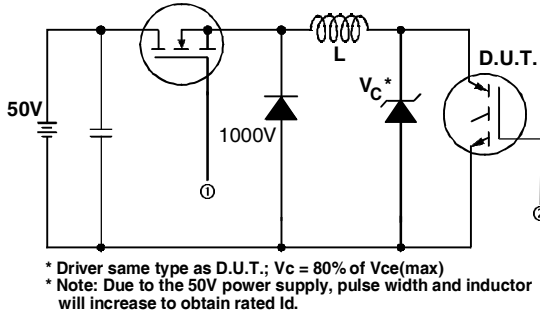 50V
1000V
L
VC*
D.U.T.
①
②
* Driver same type as D.U.T.; Vc = 80% of Vce(max)
* Note: Due to the 50V power supply, pulse width and inductor
will increase to obtain rated Id.